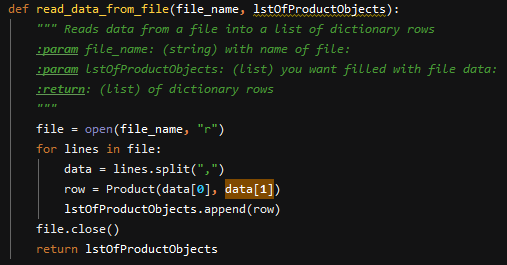 def read_data_from_file(file_name, lstOfProductObjects):
    """ Reads data from a file into a list of dictionary rows
    :param file_name: (string) with name of file:
    :param lstOfProductObjects: (list) you want filled with file data:
    :return: (list) of dictionary rows
    """
    file = open(file_name, "r")
    for lines in file:
        data = lines.split(",")
        row = Product(data[0], data[1])
        lstOfProductObjects.append(row)
    file.close()
    return lstOfProductObjects